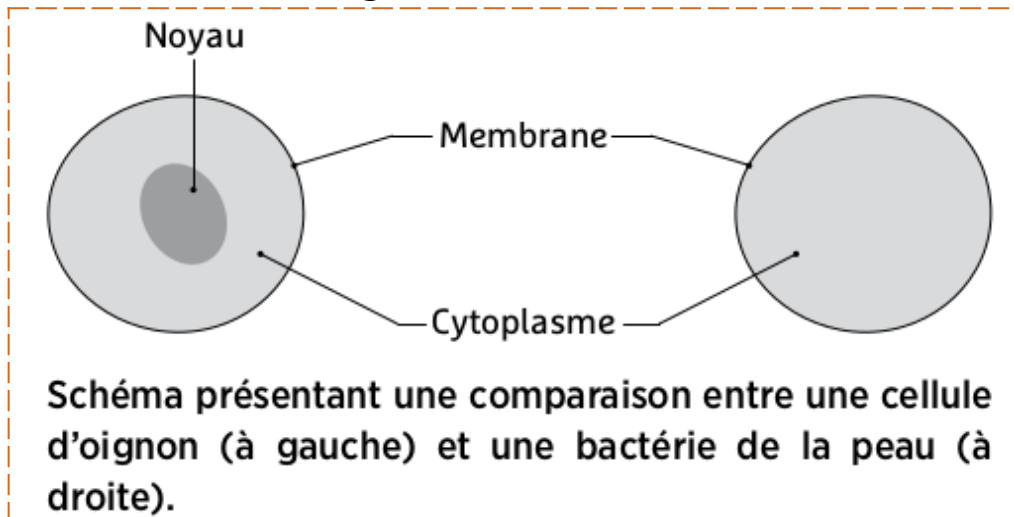 Noyau
Membrane
Cytoplasme
Schéma présentant une comparaison entre une cellule
d'oignon (à gauche) et une bactérie de la peau (à
droite).